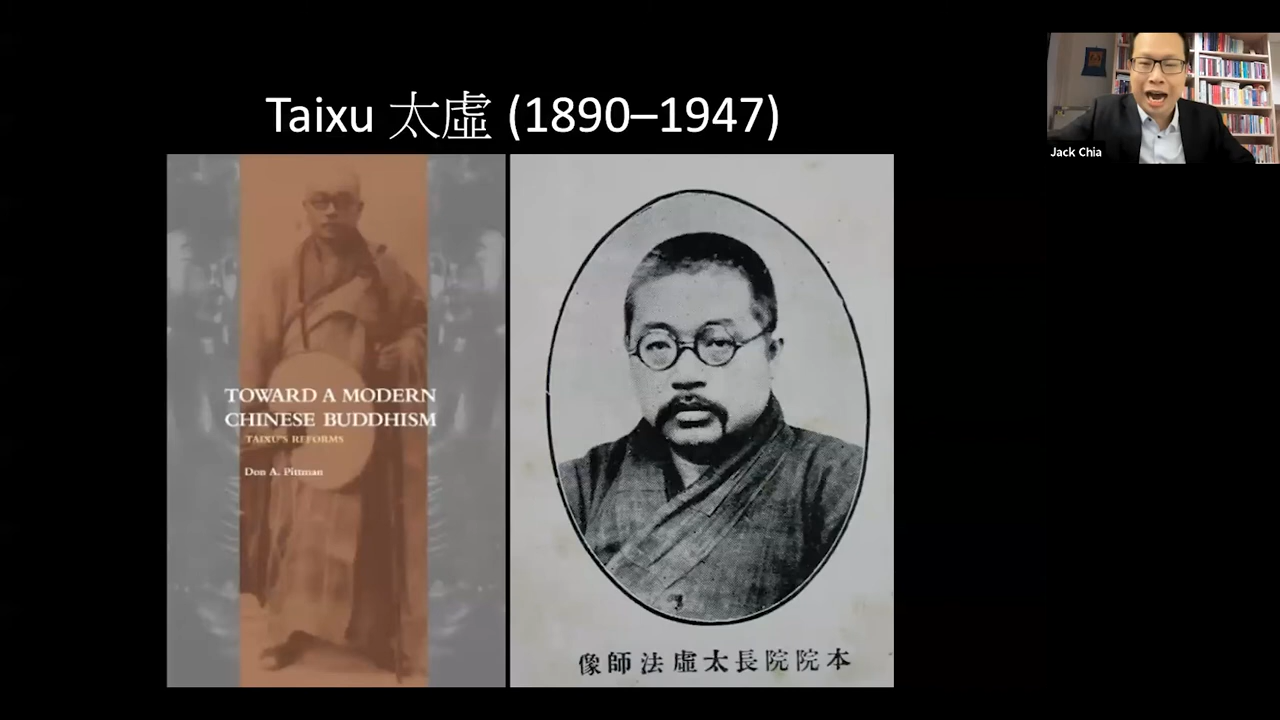 Taixu 太虛 (1890–1947)
Jack Chia
TOWARD A MODERN
CHINESE BUDDHISM
TAIXU'S REFORMS
Don A. Pittman
像師法虛太長院院本